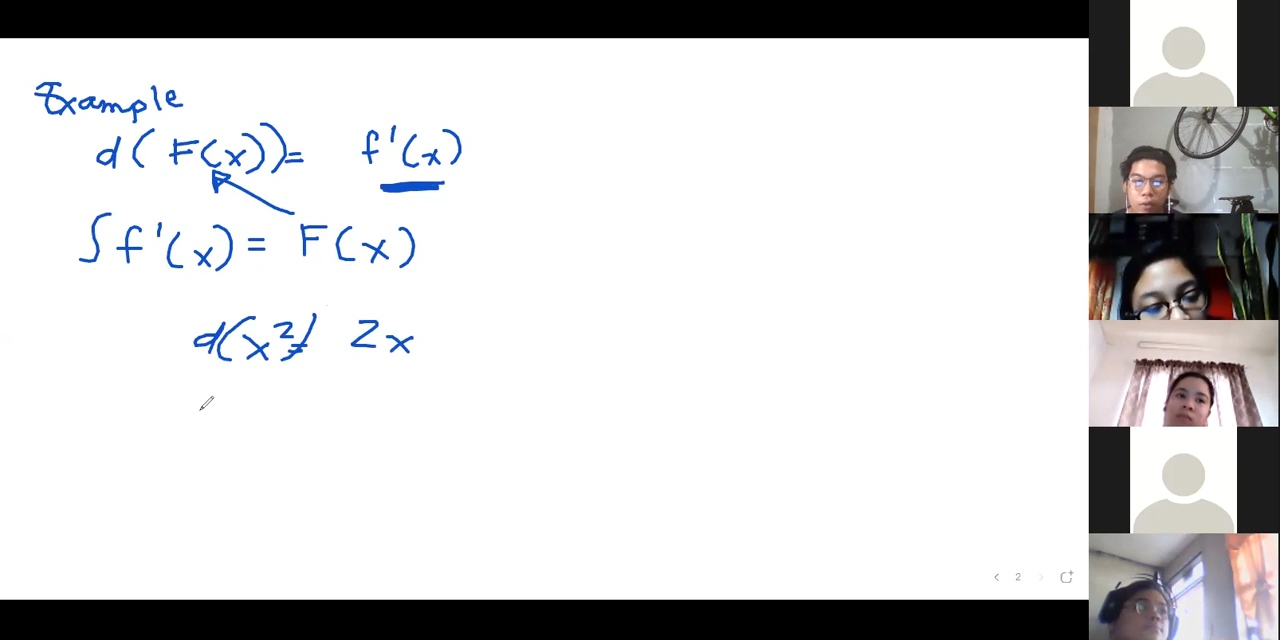 Example
d(F(x)) = f'(x)
∫f'(x) = F(x)
d(x²) = 2x
2